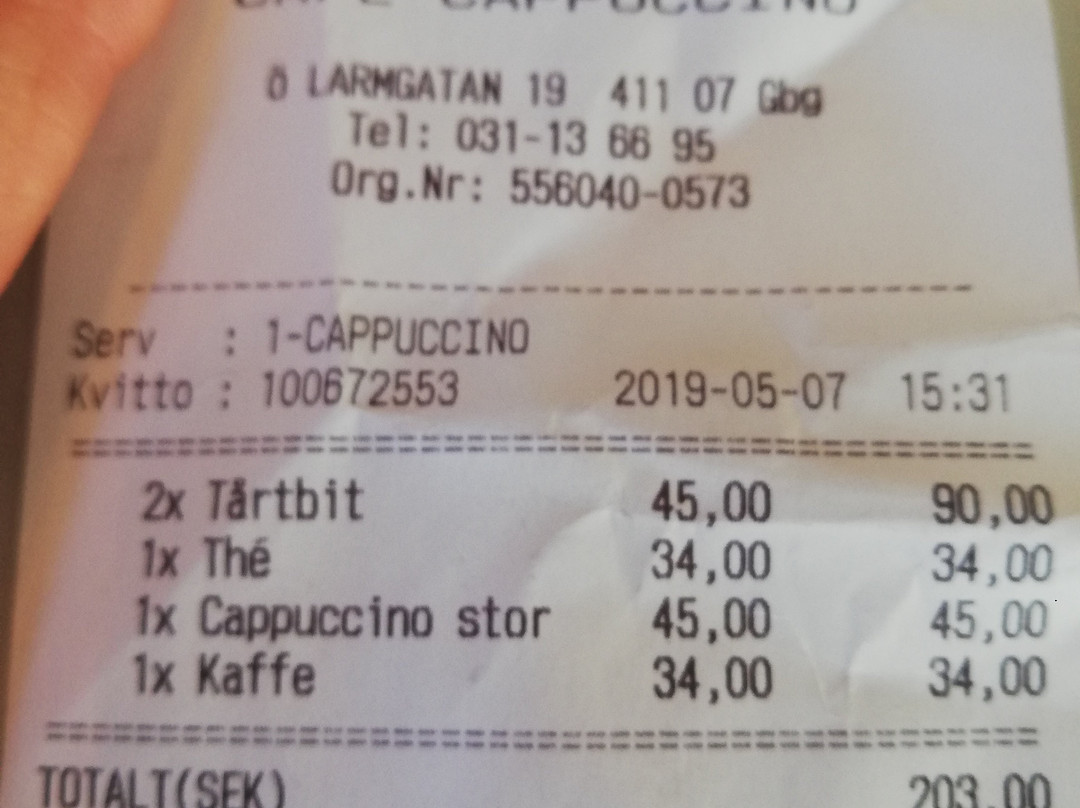 CAFE CAPPUCCINO
Ö LARMGATAN 19 411 07 Gbg
Tel: 031-13 66 95
Org.Nr: 556040-0573
Serv : 1-CAPPUCCINO
Kvitto : 100672553 2019-05-07 15:31
2x Tårtbit 45,00 90,00
1x Thé 34,00 34,00
1x Cappuccino stor 45,00 45,00
1x Kaffe 34,00 34,00
TOTALT(SEK) 203,00